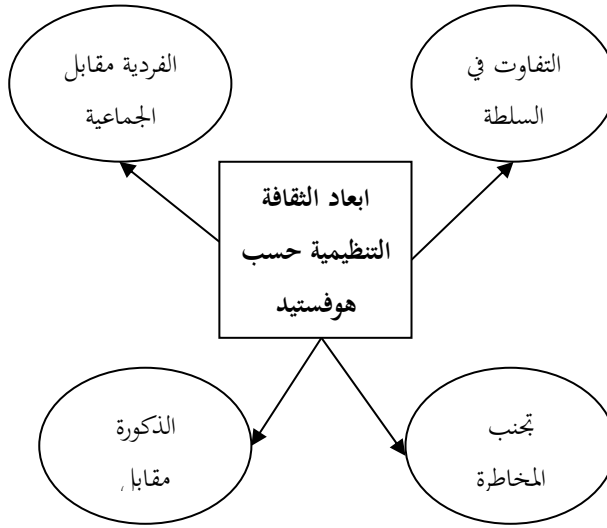 التفاوت في
السلطة
الفردية مقابل
الجماعية
ابعاد الثقافة
التنظيمية حسب
هوفستيد
تجنب
المخاطرة
الذكورة
مقابل